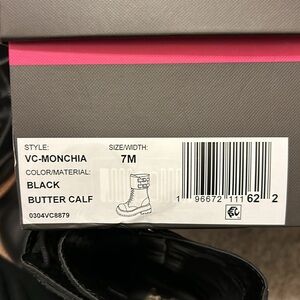 STYLE: SIZE/WIDTH:
VC-MONCHIA 7M
COLOR/MATERIAL:
BLACK
BUTTER CALF
0304VC8879
1 96672 11162 2